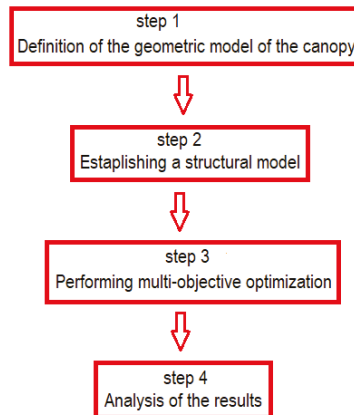 step 1
Definition of the geometric model of the canopy
step 2
Estaplishing a structural model
step 3
Performing multi-objective optimization
step 4
Analysis of the results